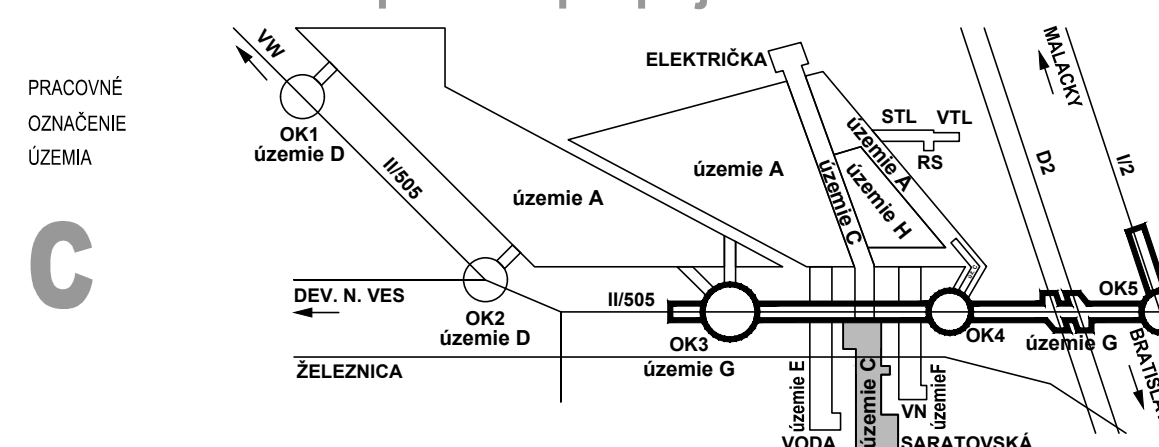 PRACOVNÉ
OZNAČENIE
ÚZEMIA
C
VW
OK1
územie D
II/505
územie A
DEV. N. VES
OK2
územie D
ŽELEZNICA
ELEKTRIČKA
územie A
územie C
územie A
územie H
STL VTL
RS
II/505
OK3
územie G
územie E
VODA
územie C
SARATOVSKÁ
VN
územieF
OK4
územie G
OK5
D2
I/2
MALACKY